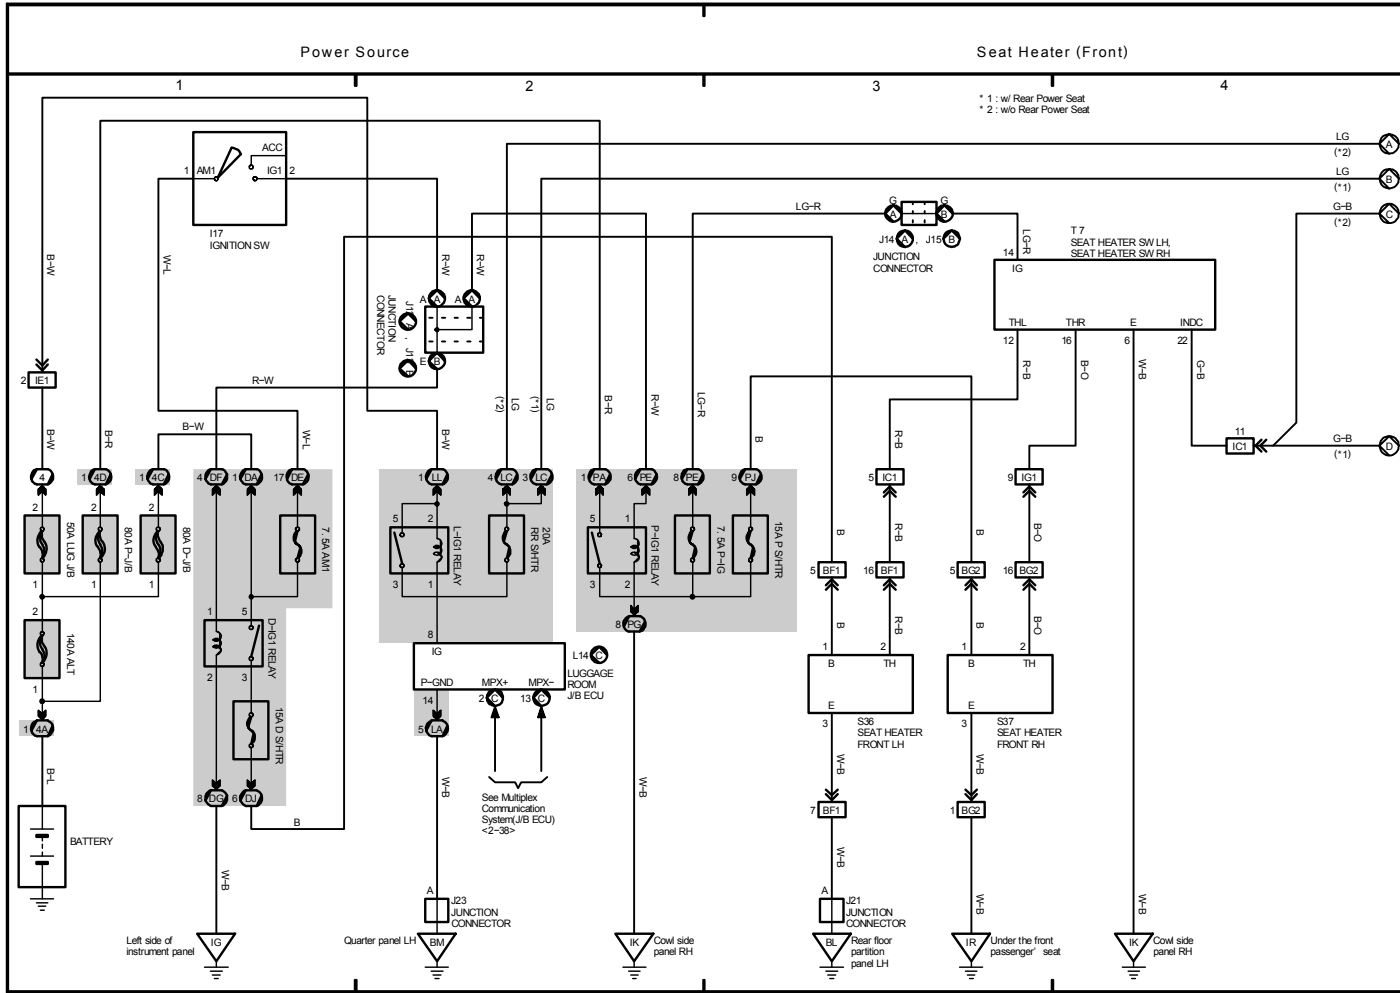 Power Source
Seat Heater (Front)
1
2
3
4
* 1 : w/ Rear Power Seat
* 2 : w/o Rear Power Seat
LG
(*2)
A
LG
(*1)
B
G-B
(*2)
C
G-B
(*1)
D
1
AM1
ACC
IG1
2
I17
IGNITION SW
B-W
W-L
R-W
R-W
LG-R
G
A
G
B
J14 A , J15 B
JUNCTION
CONNECTOR
LG-R
14
IG
T 7
SEAT HEATER SW LH,
SEAT HEATER SW RH
THL
THR
E
INDC
12
16
6
22
R-B
B-O
W-B
G-B
A
A
A
A
JUNCTION
CONNECTOR
E
B
2
IE1
R-W
B-W
B-W
B-R
W-L
B-W
(*2)
LG
(*1)
LG
B-R
R-W
LG-R
B
R-B
11
IC1
4
1
4D
1
4C
4
DF
1
DA
17
DE
1
LL
4
LC
3
LC
1
PA
6
PE
8
PE
9
PJ
5
IC1
9
IG1
2
50A LUG J/B
1
2
80A P-J/B
1
2
80A D-J/B
1
7. 5A AM1
5
2
L-IG1 RELAY
3
1
20A
RR S/HTR
5
1
P-IG1 RELAY
3
2
7. 5A P-IG
15A P S/HTR
B
R-B
B
B-O
5
BF1
16
BF1
5
BG2
16
BG2
2
140A ALT
1
1
5
D-IG1 RELAY
2
3
15A D S/HTR
8
PG
B
R-B
B
B-O
8
IG
P-GND
MPX+
MPX-
L14 C
LUGGAGE
ROOM
J/B ECU
14
2
C
13
C
5
LA
1
4A
1
2
B
TH
E
3
S36
SEAT HEATER
FRONT LH
1
2
B
TH
E
3
S37
SEAT HEATER
FRONT RH
B-L
8
DG
6
DJ
B
W-B
W-B
W-B
W-B
See Multiplex
Communication
System(J/B ECU)
<2-38>
7
BF1
1
BG2
BATTERY
W-B
W-B
W-B
W-B
A
J23
JUNCTION
CONNECTOR
A
J21
JUNCTION
CONNECTOR
Left side of
instrument panel
IG
Quarter panel LH
BM
IK
Cowl side
panel RH
BL
Rear floor
partition
panel LH
IR
Under the front
passenger' seat
IK
Cowl side
panel RH